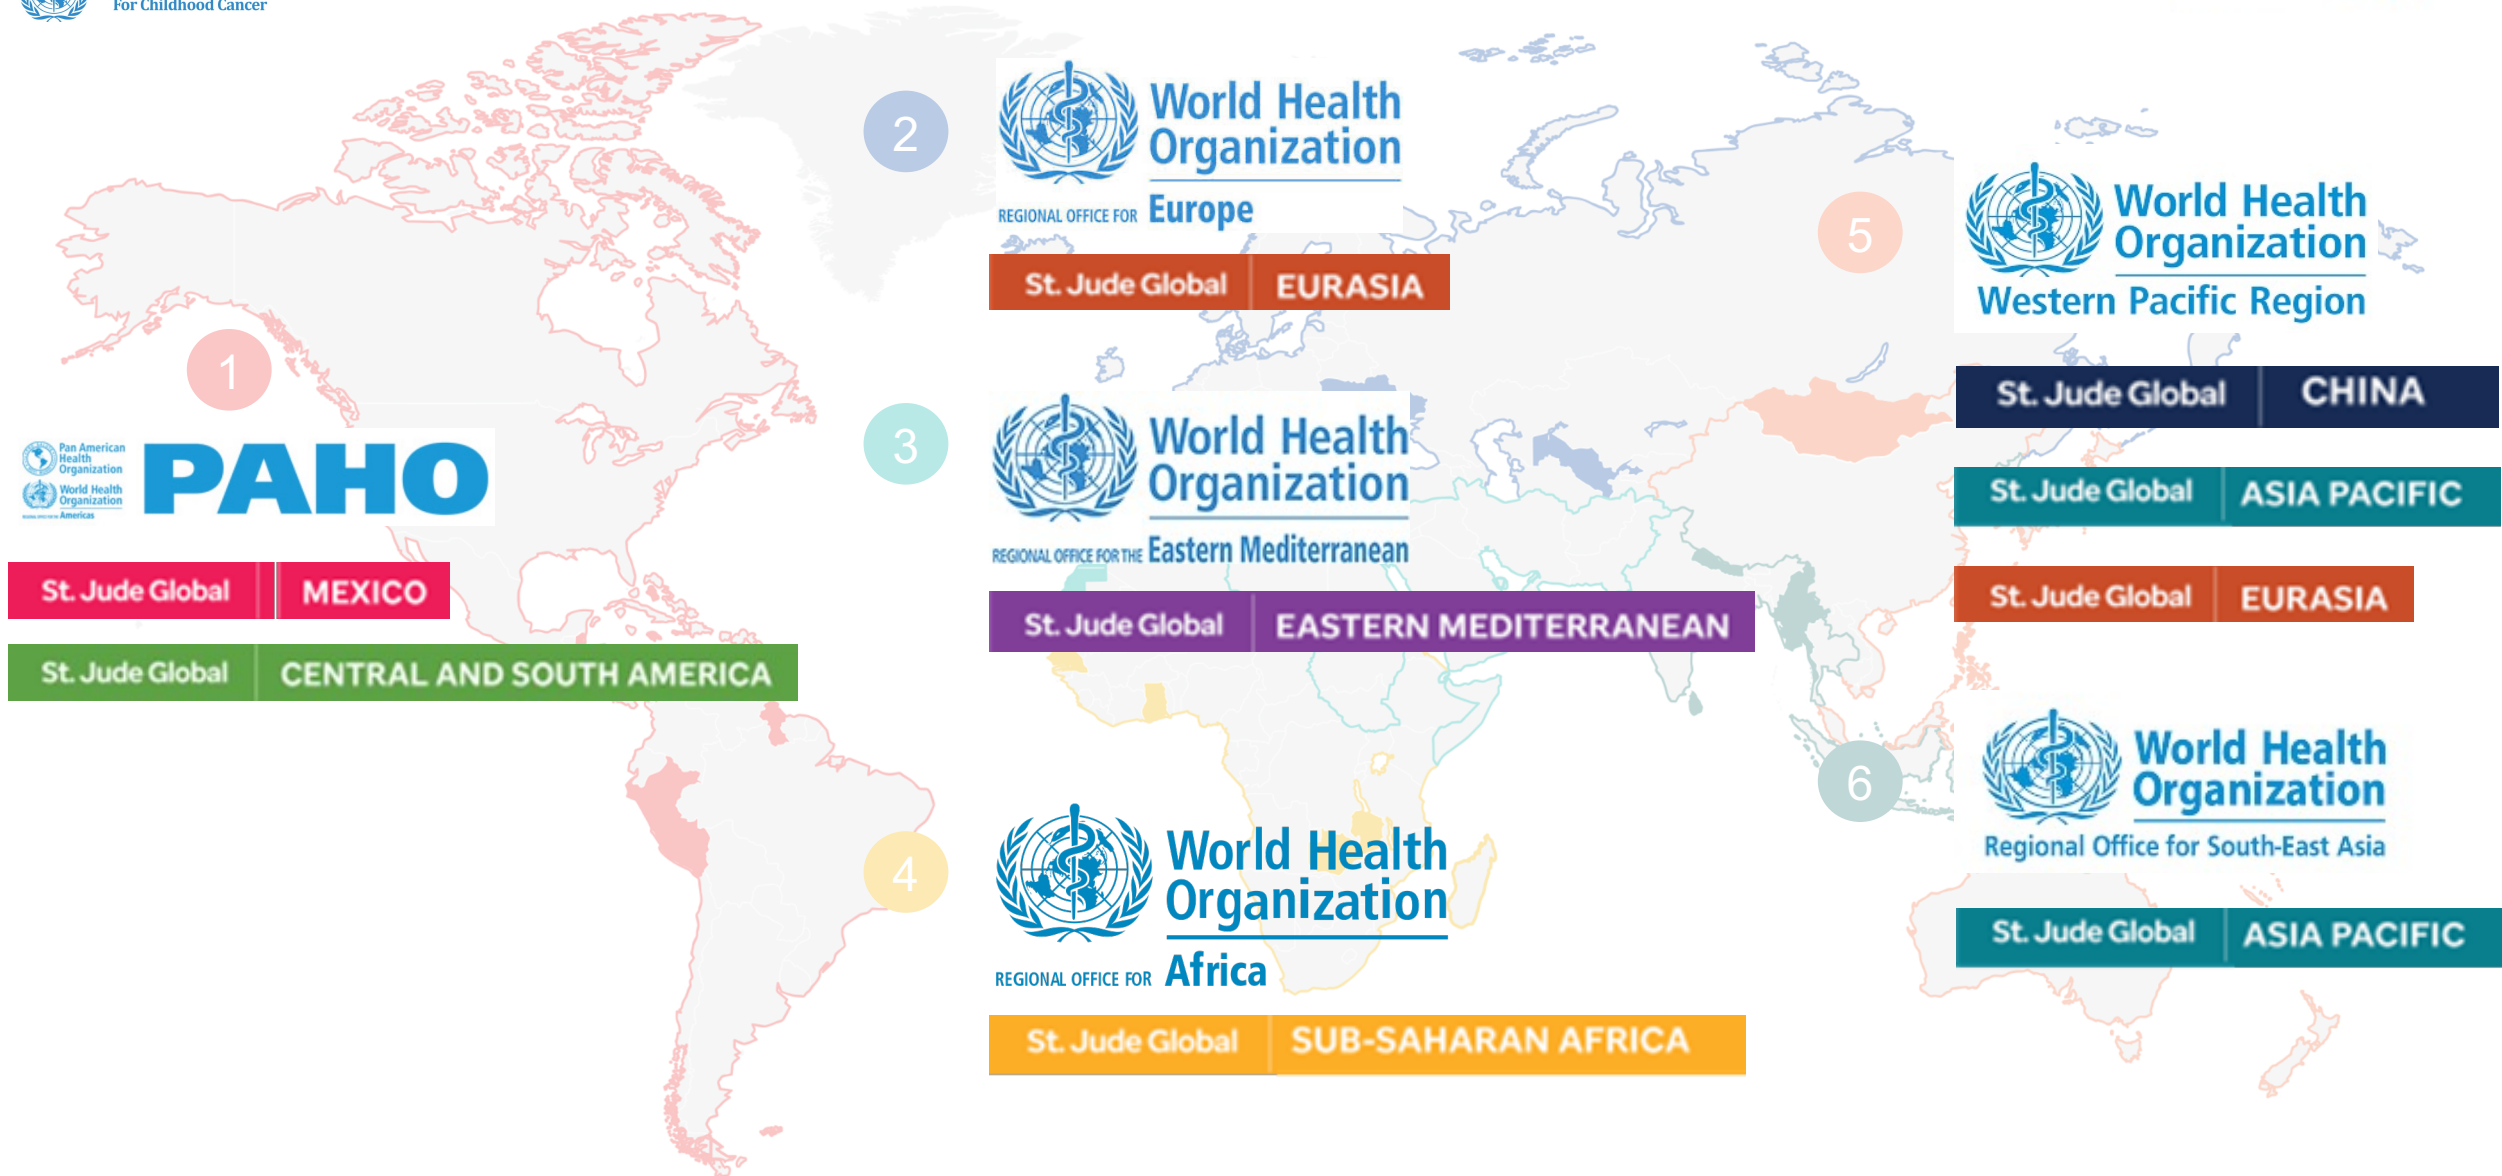 For Childhood Cancer
1
Pan American
Health
Organization
World Health
Organization
Americas
PAHO
St. Jude Global MEXICO
St. Jude Global CENTRAL AND SOUTH AMERICA
2
World Health
Organization
REGIONAL OFFICE FOR Europe
St. Jude Global EURASIA
3
World Health
Organization
REGIONAL OFFICE FOR THE Eastern Mediterranean
St. Jude Global EASTERN MEDITERRANEAN
4
World Health
Organization
REGIONAL OFFICE FOR Africa
St. Jude Global SUB-SAHARAN AFRICA
5
World Health
Organization
Western Pacific Region
St. Jude Global CHINA
St. Jude Global ASIA PACIFIC
St. Jude Global EURASIA
6
World Health
Organization
Regional Office for South-East Asia
St. Jude Global ASIA PACIFIC